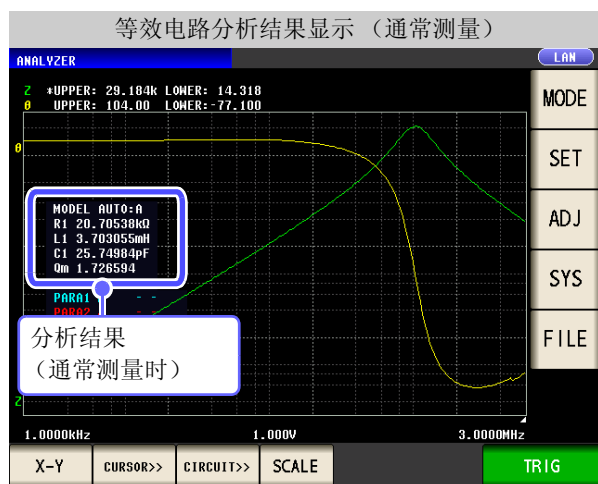 等效电路分析结果显示 （通常测量）
ANALYZER
LAN
Z *UPPER: 29.184k LOWER: 14.318
θ UPPER: 104.00 LOWER:-77.100
θ
MODEL AUTO:A
R1 20.70538kΩ
L1 3.703055mH
C1 25.74984pF
Qm 1.726594
PARA1 - -
PARA2 - -
分析结果
（通常测量时）
Z
1.0000kHz 1.000V 3.0000MHz
MODE
SET
ADJ
SYS
FILE
X-Y CURSOR>> CIRCUIT>> SCALE TRIG